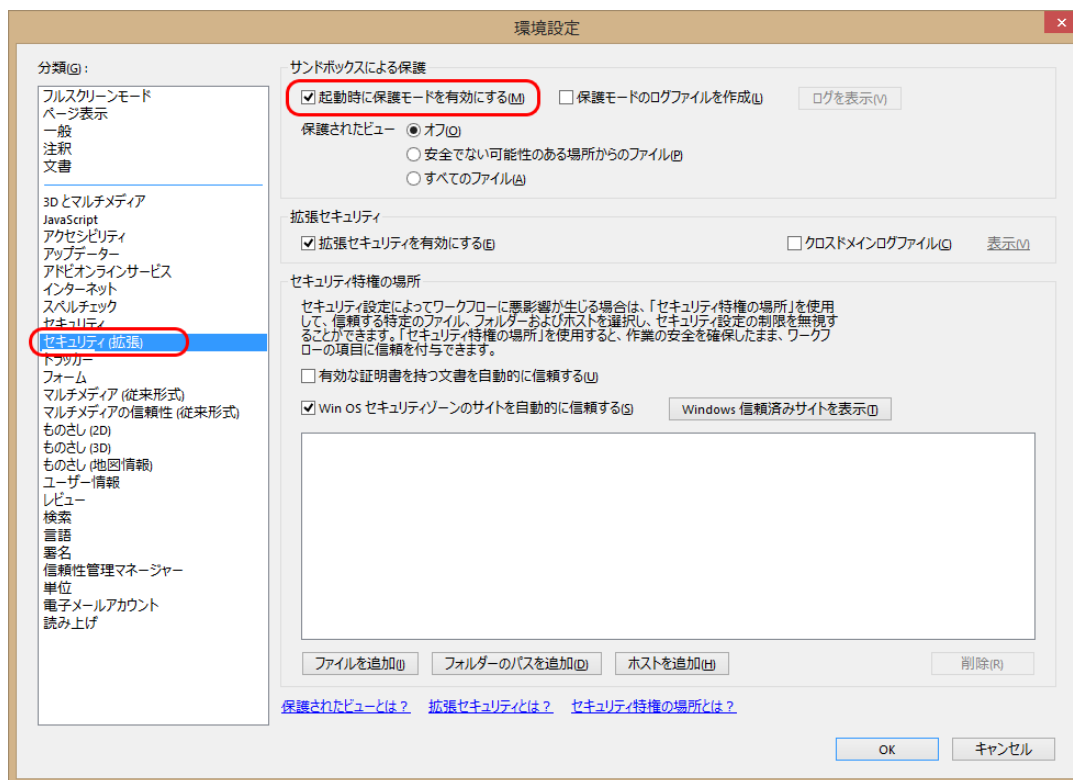 環境設定
分類(G):
フルスクリーンモード
ページ表示
一般
注釈
文書
3D とマルチメディア
JavaScript
アクセシビリティ
アップデーター
アドビオンラインサービス
インターネット
スペルチェック
セキュリティ
セキュリティ (拡張)
トラッカー
フォーム
マルチメディア (従来形式)
マルチメディアの信頼性 (従来形式)
ものさし (2D)
ものさし (3D)
ものさし (地図情報)
ユーザー情報
レビュー
検索
言語
署名
信頼性管理マネージャー
単位
電子メールアカウント
読み上げ
サンドボックスによる保護
起動時に保護モードを有効にする(M) 保護モードのログファイルを作成(L) ログを表示(V)
保護されたビュー オフ(O)
安全でない可能性のある場所からのファイル(P)
すべてのファイル(A)
拡張セキュリティ
拡張セキュリティを有効にする(E) クロスドメインログファイル(C) 表示(V)
セキュリティ特権の場所
セキュリティ設定によってワークフローに悪影響が生じる場合は、「セキュリティ特権の場所」を使用
して、信頼する特定のファイル、フォルダーおよびホストを選択し、セキュリティ設定の制限を無視す
ることができます。「セキュリティ特権の場所」を使用すると、作業の安全を確保したまま、ワークフ
ローの項目に信頼を付与できます。
有効な証明書を持つ文書を自動的に信頼する(U)
Win OS セキュリティゾーンのサイトを自動的に信頼する(S) Windows 信頼済みサイトを表示(T)
ファイルを追加(I) フォルダーのパスを追加(D) ホストを追加(H) 削除(R)
保護されたビューとは? 拡張セキュリティとは? セキュリティ特権の場所とは?
OK キャンセル